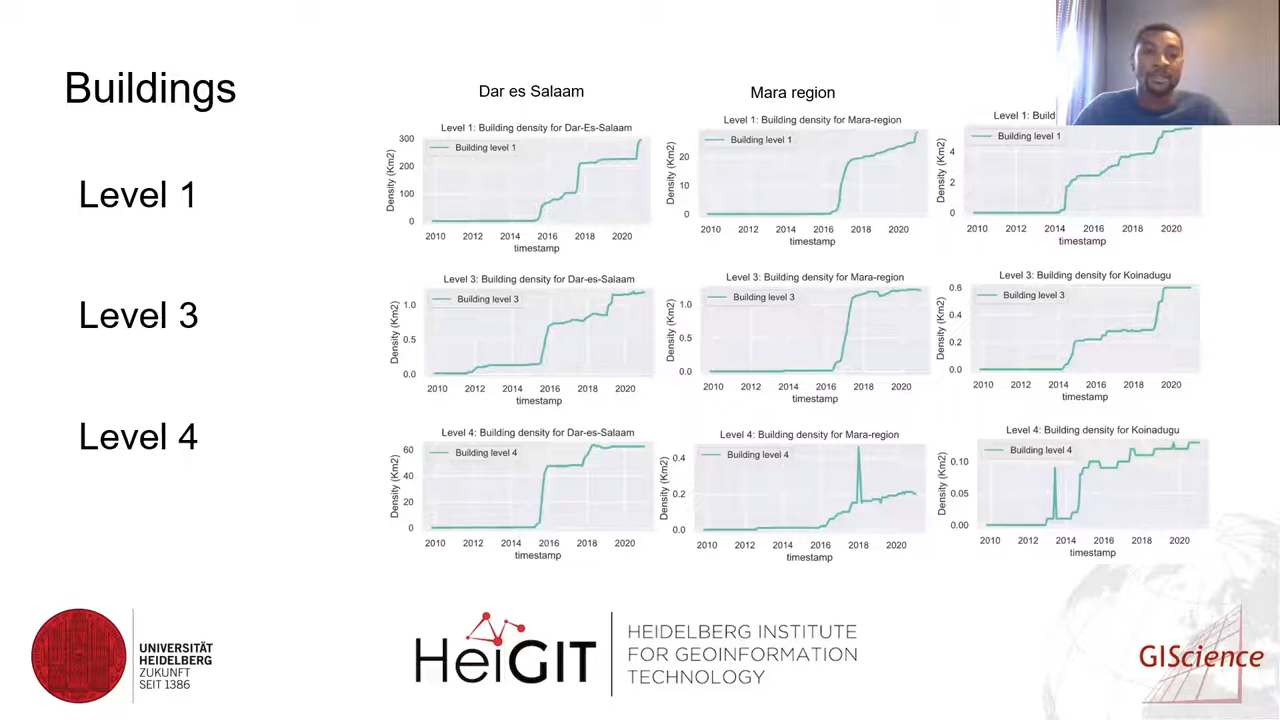 Buildings
Level 1
Level 3
Level 4
Dar es Salaam
Mara region
Level 1: Building density for Dar-Es-Salaam
Building level 1
Density (Km2)
300
200
100
0
2010 2012 2014 2016 2018 2020
timestamp
Level 1: Building density for Mara-region
Building level 1
Density (Km2)
20
10
0
2010 2012 2014 2016 2018 2020
timestamp
Level 1: Build
Building level 1
Density (Km2)
4
2
0
2010 2012 2014 2016 2018 2020
timestamp
Level 3: Building density for Dar-es-Salaam
Building level 3
Density (Km2)
1.0
0.5
0.0
2010 2012 2014 2016 2018 2020
timestamp
Level 3: Building density for Mara-region
Building level 3
Density (Km2)
1.0
0.5
0.0
2010 2012 2014 2016 2018 2020
timestamp
Level 3: Building density for Koinadugu
Building level 3
Density (Km2)
0.6
0.4
0.2
0.0
2010 2012 2014 2016 2018 2020
timestamp
Level 4: Building density for Dar-es-Salaam
Building level 4
Density (Km2)
60
40
20
0
2010 2012 2014 2016 2018 2020
timestamp
Level 4: Building density for Mara-region
Building level 4
Density (Km2)
0.4
0.2
0.0
2010 2012 2014 2016 2018 2020
timestamp
Level 4: Building density for Koinadugu
Building level 4
Density (Km2)
0.10
0.05
0.00
2010 2012 2014 2016 2018 2020
timestamp
UNIVERSITÄT
HEIDELBERG
ZUKUNFT
SEIT 1386
HeiGIT
HEIDELBERG INSTITUTE
FOR GEOINFORMATION
TECHNOLOGY
GIScience